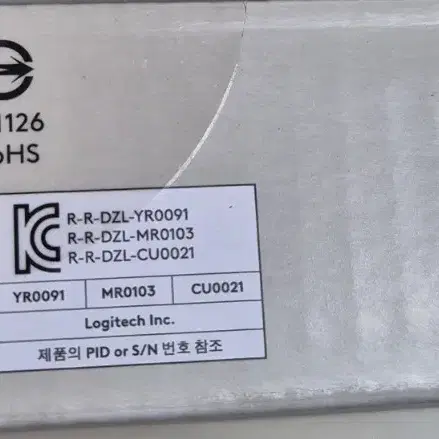 1126
HS
R-R-DZL-YR0091
R-R-DZL-MR0103
R-R-DZL-CU0021
YR0091 MR0103 CU0021
Logitech Inc.
제품의 PID or S/N 번호 참조